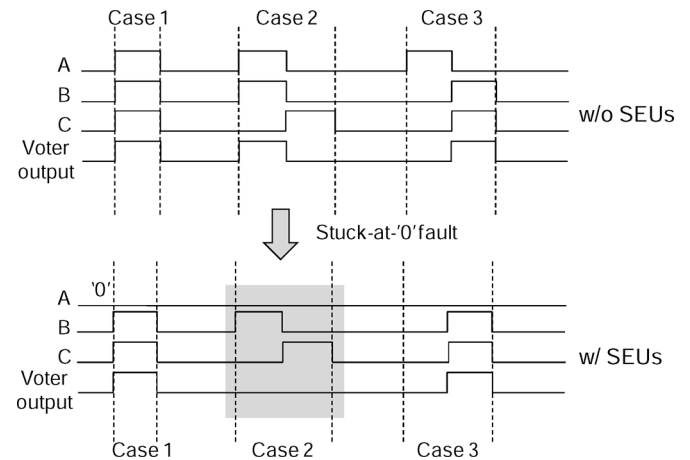 Case 1 Case 2 Case 3
A
B
C
Voter
output
w/o SEUs
Stuck-at-'0' fault
A '0'
B
C
Voter
output
w/ SEUs
Case 1 Case 2 Case 3